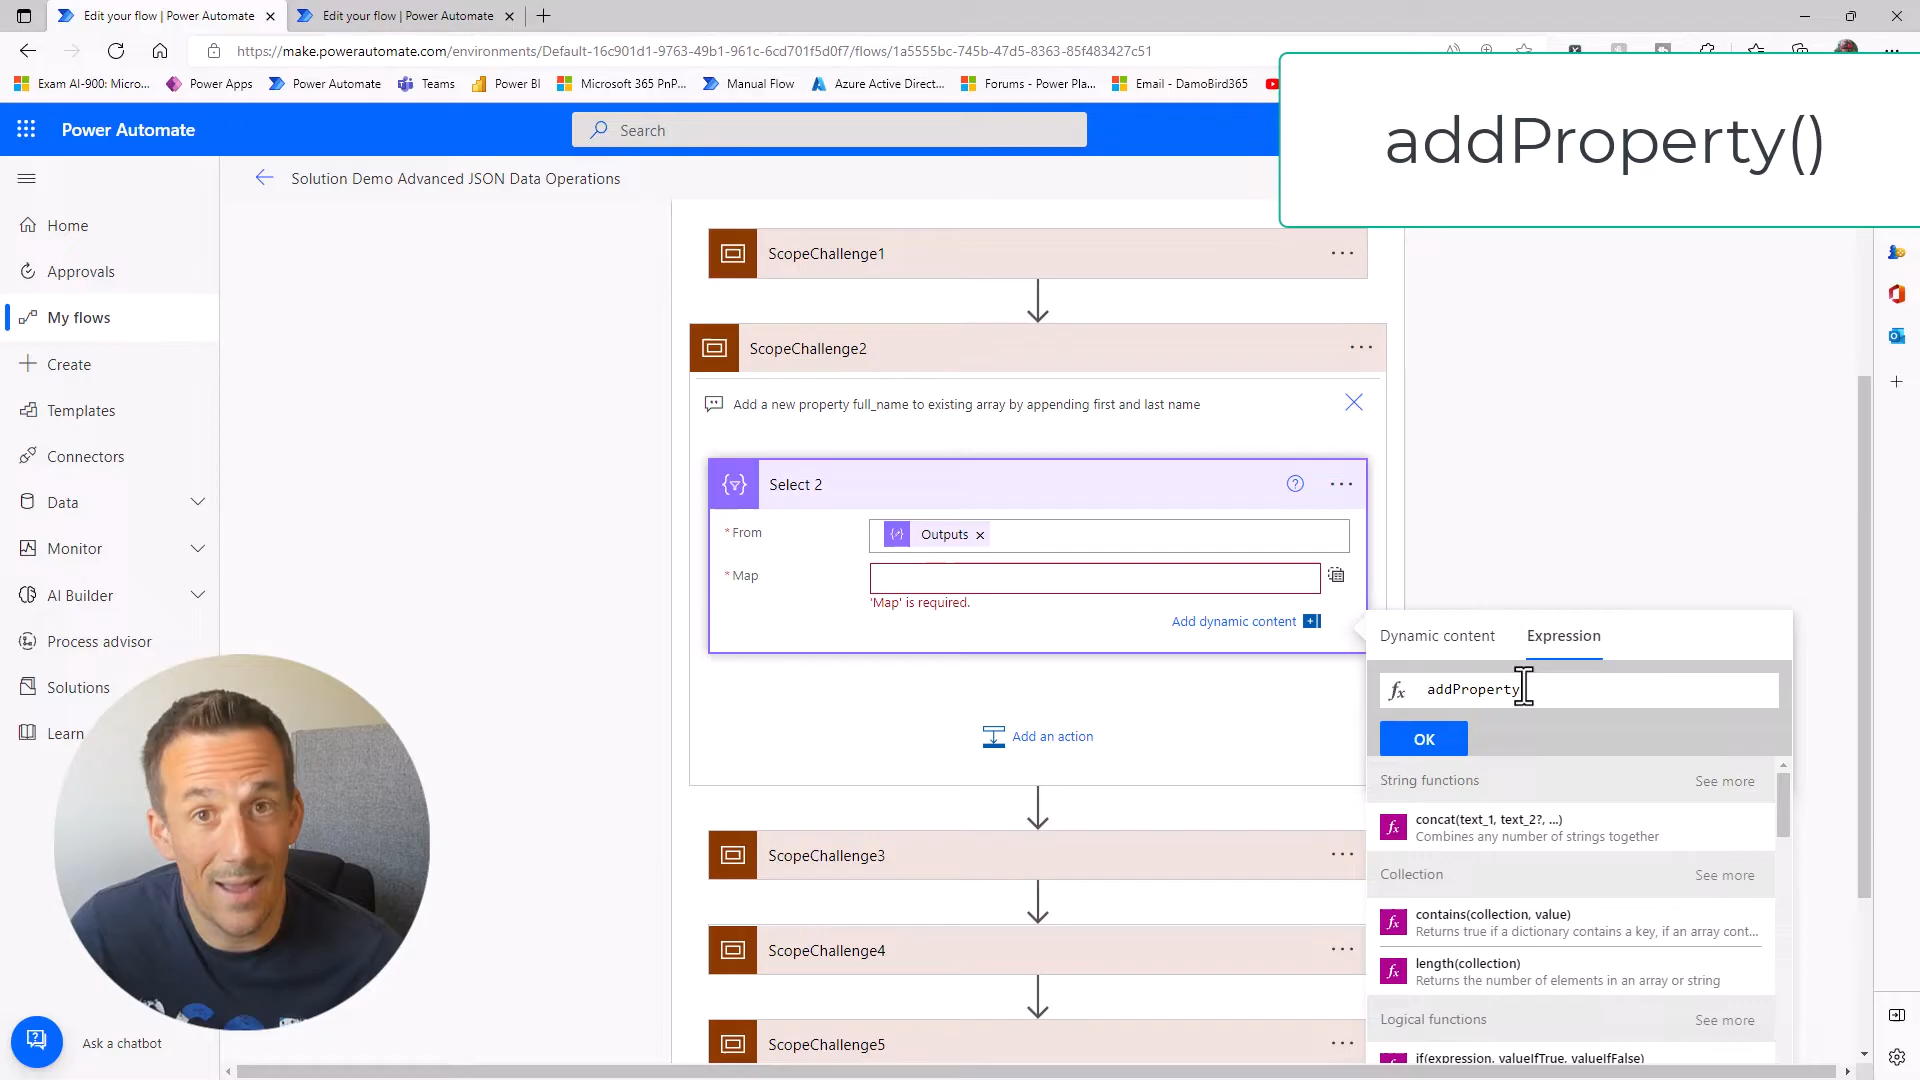 Edit your flow | Power Automate
Edit your flow | Power Automate
https://make.powerautomate.com/environments/Default-16c901d1-9763-49b1-961c-6cd701f5d0f7/flows/1a5555bc-745b-47d5-8363-85f483427c51
Exam AI-900: Micro...
Power Apps
Power Automate
Teams
Power BI
Microsoft 365 PnP...
Manual Flow
Azure Active Direct...
Forums - Power Pla...
Email - DamoBird365
addProperty()
Power Automate
Search
Solution Demo Advanced JSON Data Operations
Home
Approvals
My flows
Create
Templates
Connectors
Data
Monitor
AI Builder
Process advisor
Solutions
Learn
Ask a chatbot
ScopeChallenge1
ScopeChallenge2
Add a new property full_name to existing array by appending first and last name
Select 2
* From
Outputs
* Map
'Map' is required.
Add dynamic content
Add an action
ScopeChallenge3
ScopeChallenge4
ScopeChallenge5
Dynamic content
Expression
fx addProperty
OK
String functions
See more
fx concat(text_1, text_2?, ...)
Combines any number of strings together
Collection
See more
fx contains(collection, value)
Returns true if a dictionary contains a key, if an array cont...
fx length(collection)
Returns the number of elements in an array or string
Logical functions
See more
if(expression, valueIfTrue, valueIfFalse)